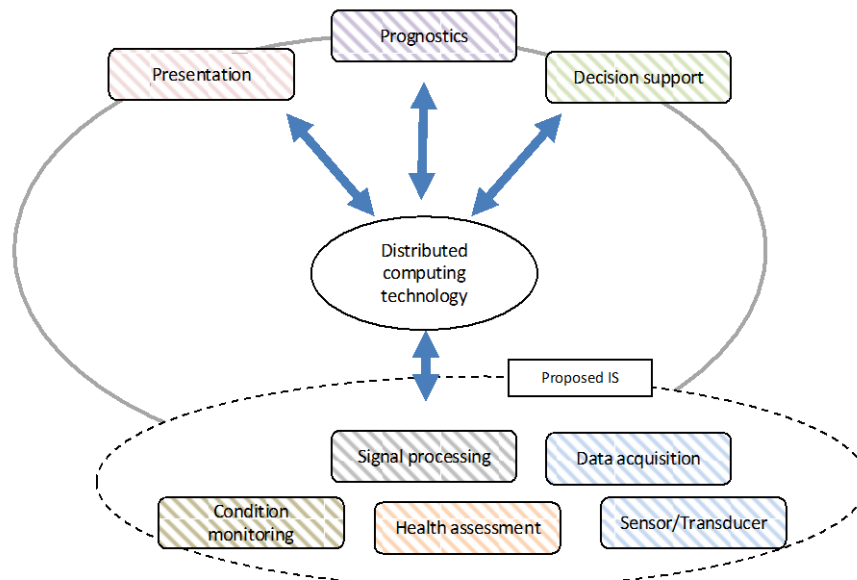 Prognostics
Presentation
Decision support
Distributed
computing
technology
Proposed IS
Signal processing
Data acquisition
Condition
monitoring
Health assessment
Sensor/Transducer